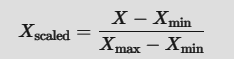 X_scaled = (X − X_min) / (X_max − X_min)